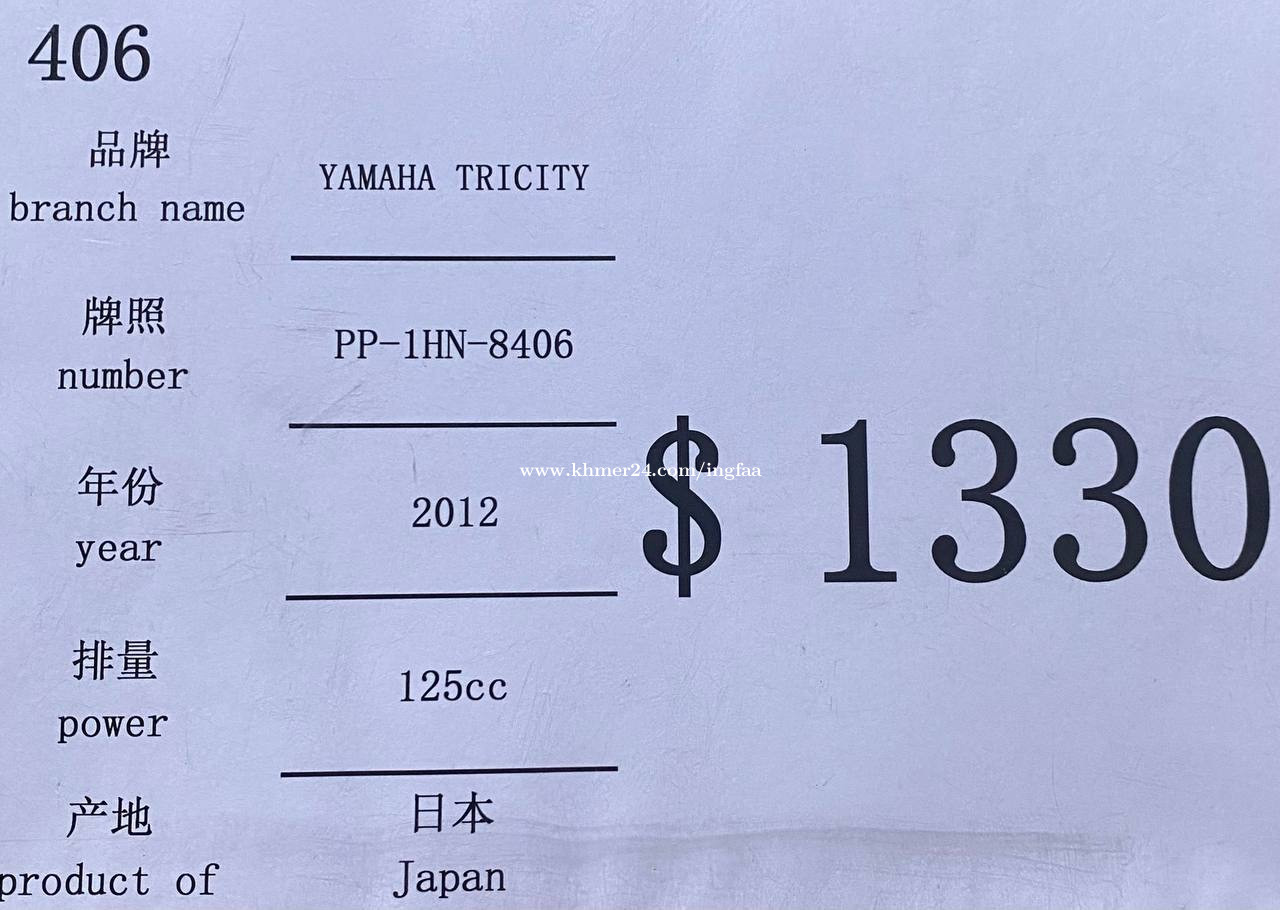 406
品牌
branch name
YAMAHA TRICITY
牌照
number
PP-1HN-8406
年份
year
2012
$ 1330
www.khmer24.com/ingfaa
排量
power
125cc
产地
product of
日本
Japan